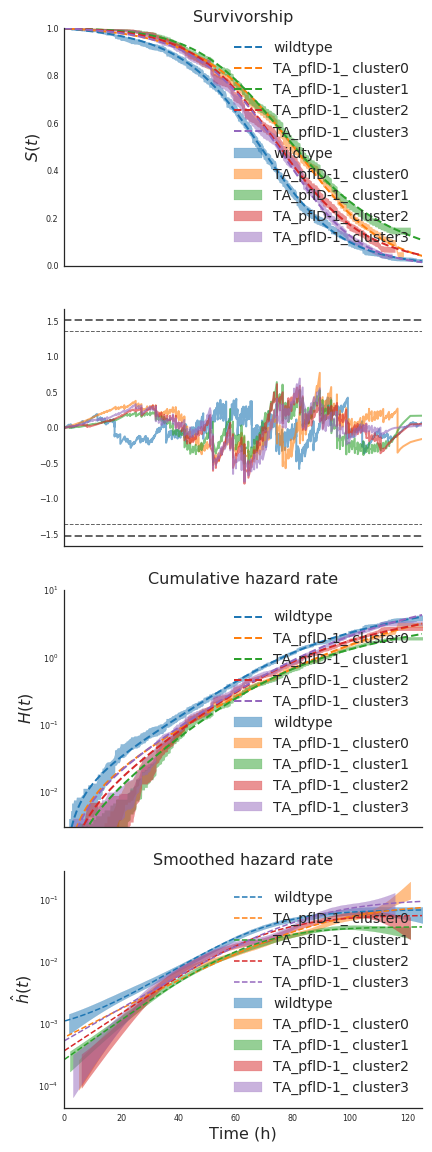 Survivorship
1.0
0.8
0.6
0.4
0.2
0.0
S(t)
wildtype
TA_pflD-1_ cluster0
TA_pflD-1_ cluster1
TA_pflD-1_ cluster2
TA_pflD-1_ cluster3
wildtype
TA_pflD-1_ cluster0
TA_pflD-1_ cluster1
TA_pflD-1_ cluster2
TA_pflD-1_ cluster3
1.5
1.0
0.5
0.0
−0.5
−1.0
−1.5
Cumulative hazard rate
10¹
10⁰
10⁻¹
10⁻²
H(t)
wildtype
TA_pflD-1_ cluster0
TA_pflD-1_ cluster1
TA_pflD-1_ cluster2
TA_pflD-1_ cluster3
wildtype
TA_pflD-1_ cluster0
TA_pflD-1_ cluster1
TA_pflD-1_ cluster2
TA_pflD-1_ cluster3
Smoothed hazard rate
10⁻¹
10⁻²
10⁻³
10⁻⁴
ĥ(t)
wildtype
TA_pflD-1_ cluster0
TA_pflD-1_ cluster1
TA_pflD-1_ cluster2
TA_pflD-1_ cluster3
wildtype
TA_pflD-1_ cluster0
TA_pflD-1_ cluster1
TA_pflD-1_ cluster2
TA_pflD-1_ cluster3
0 20 40 60 80 100 120
Time (h)